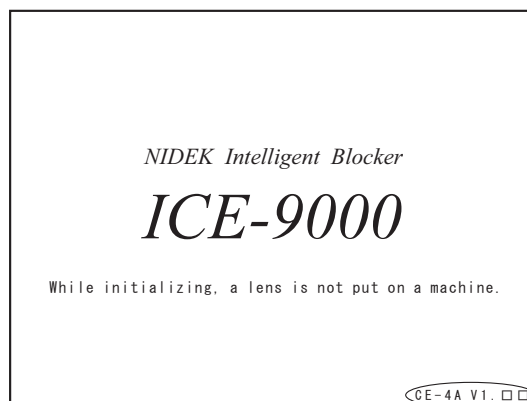 NIDEK Intelligent Blocker
ICE-9000
While initializing, a lens is not put on a machine.
CE-4A V1.□□